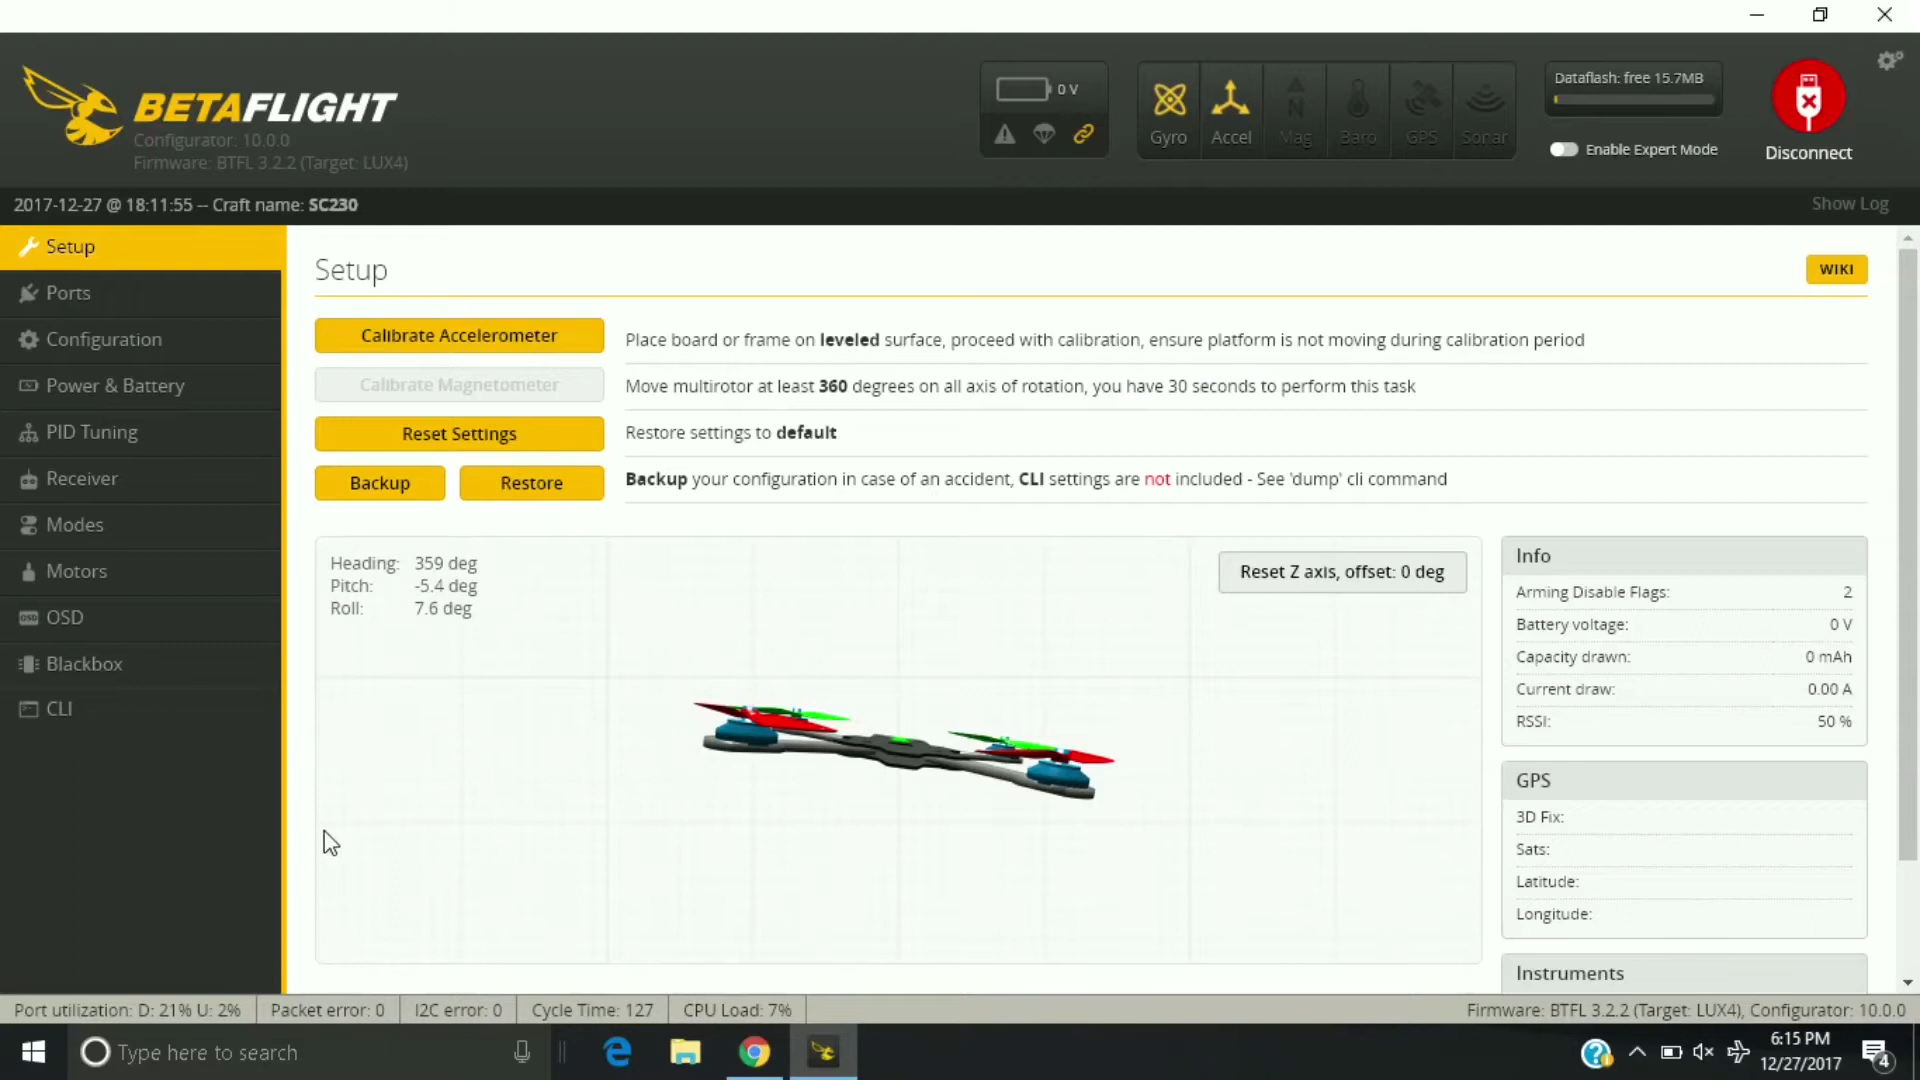 BETAFLIGHT
Configurator: 10.0.0
Firmware: BTFL 3.2.2 (Target: LUX4)
0 V
Gyro
Accel
Mag
Baro
GPS
Sonar
Dataflash: free 15.7MB
Enable Expert Mode
Disconnect
2017-12-27 @ 18:11:55 -- Craft name: SC230
Show Log
Setup
Ports
Configuration
Power & Battery
PID Tuning
Receiver
Modes
Motors
OSD
Blackbox
CLI
Setup
WIKI
Calibrate Accelerometer
Place board or frame on leveled surface, proceed with calibration, ensure platform is not moving during calibration period
Calibrate Magnetometer
Move multirotor at least 360 degrees on all axis of rotation, you have 30 seconds to perform this task
Reset Settings
Restore settings to default
Backup
Restore
Backup your configuration in case of an accident, CLI settings are not included - See 'dump' cli command
Heading: 359 deg
Pitch: -5.4 deg
Roll: 7.6 deg
Reset Z axis, offset: 0 deg
Info
Arming Disable Flags: 2
Battery voltage: 0 V
Capacity drawn: 0 mAh
Current draw: 0.00 A
RSSI: 50 %
GPS
3D Fix:
Sats:
Latitude:
Longitude:
Instruments
Port utilization: D: 21% U: 2%
Packet error: 0
I2C error: 0
Cycle Time: 127
CPU Load: 7%
Firmware: BTFL 3.2.2 (Target: LUX4), Configurator: 10.0.0
Type here to search
6:15 PM
12/27/2017
4